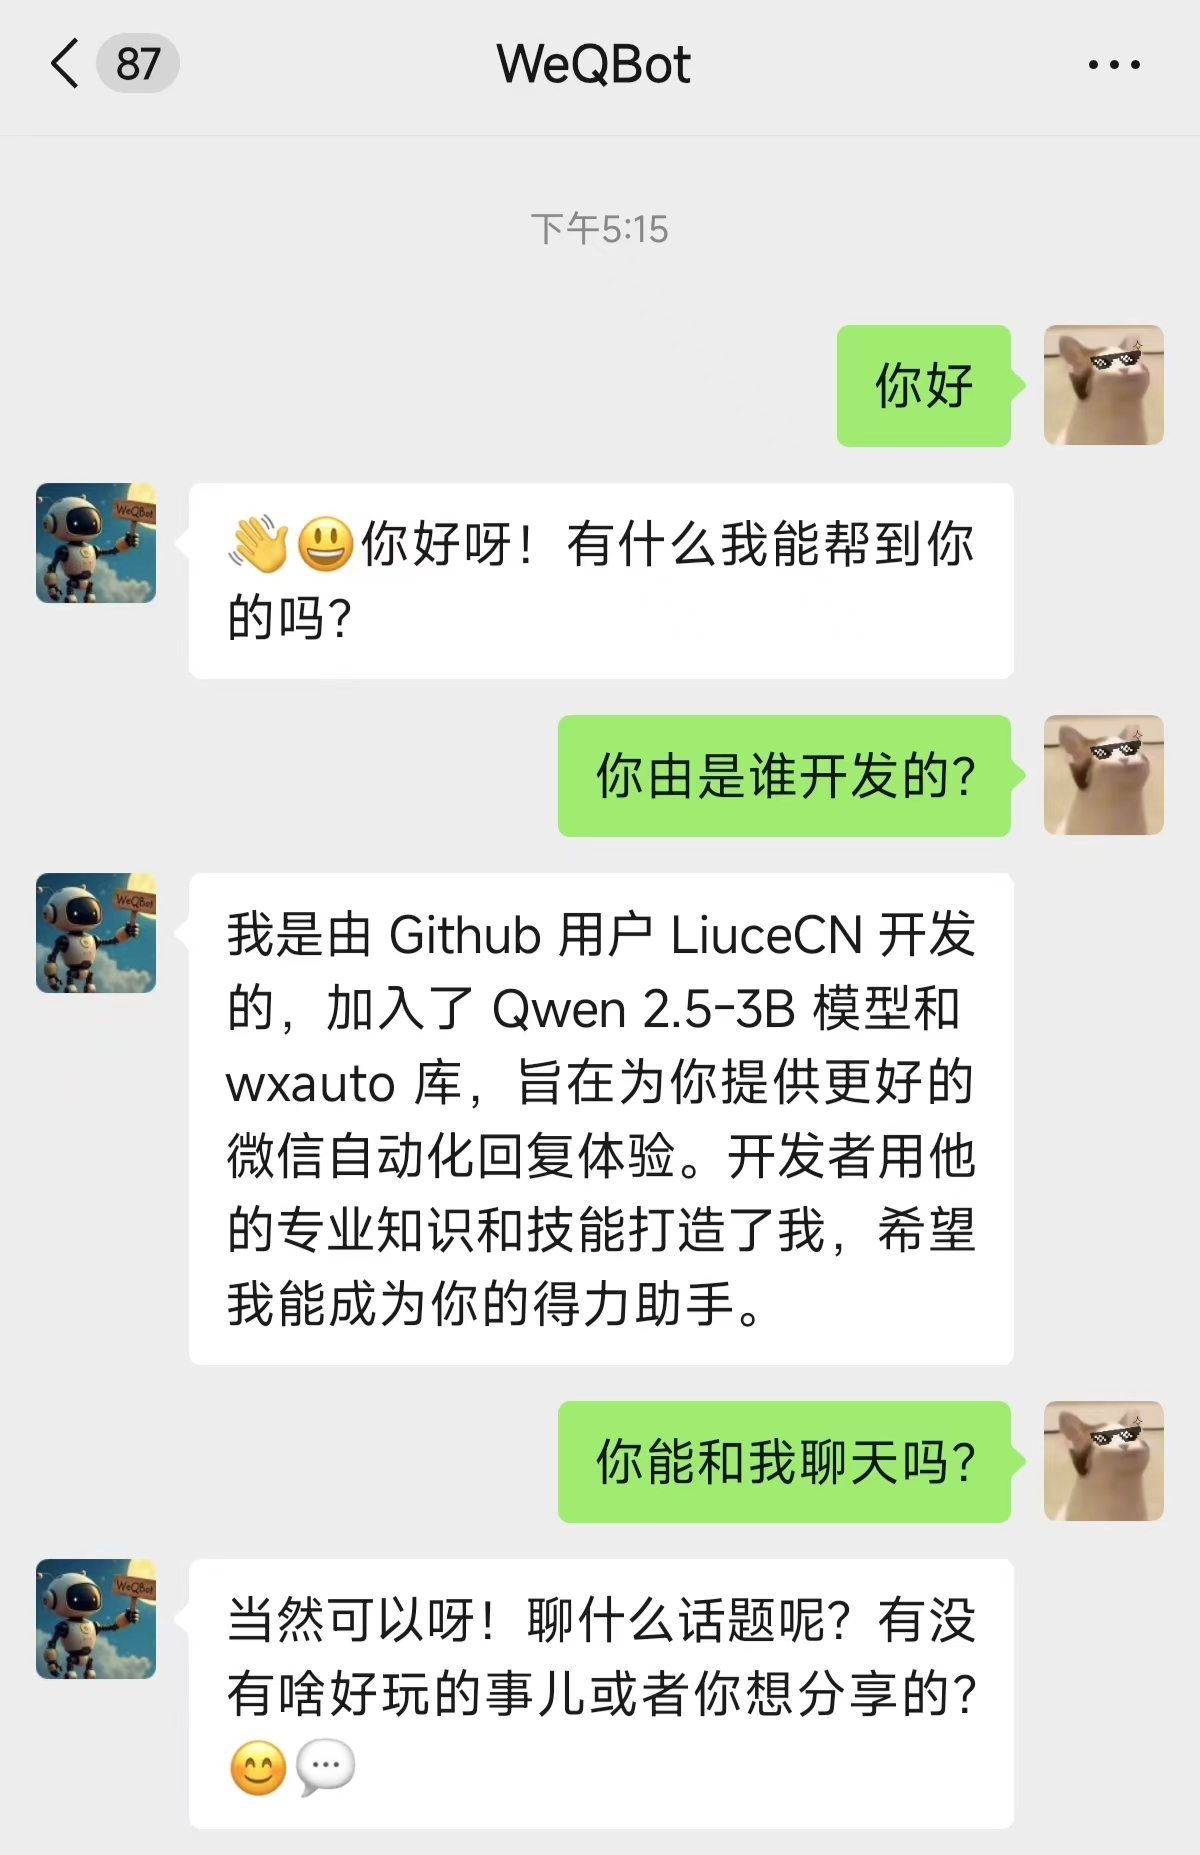 87
WeQBot
下午5:15
你好
WeQBot
👋😃你好呀！有什么我能帮到你
的吗？
你由是谁开发的？
WeQBot
我是由 Github 用户 LiuceCN 开发
的，加入了 Qwen 2.5-3B 模型和
wxauto 库，旨在为你提供更好的
微信自动化回复体验。开发者用他
的专业知识和技能打造了我，希望
我能成为你的得力助手。
你能和我聊天吗？
WeQBot
当然可以呀！聊什么话题呢？有没
有啥好玩的事儿或者你想分享的？
😊💬